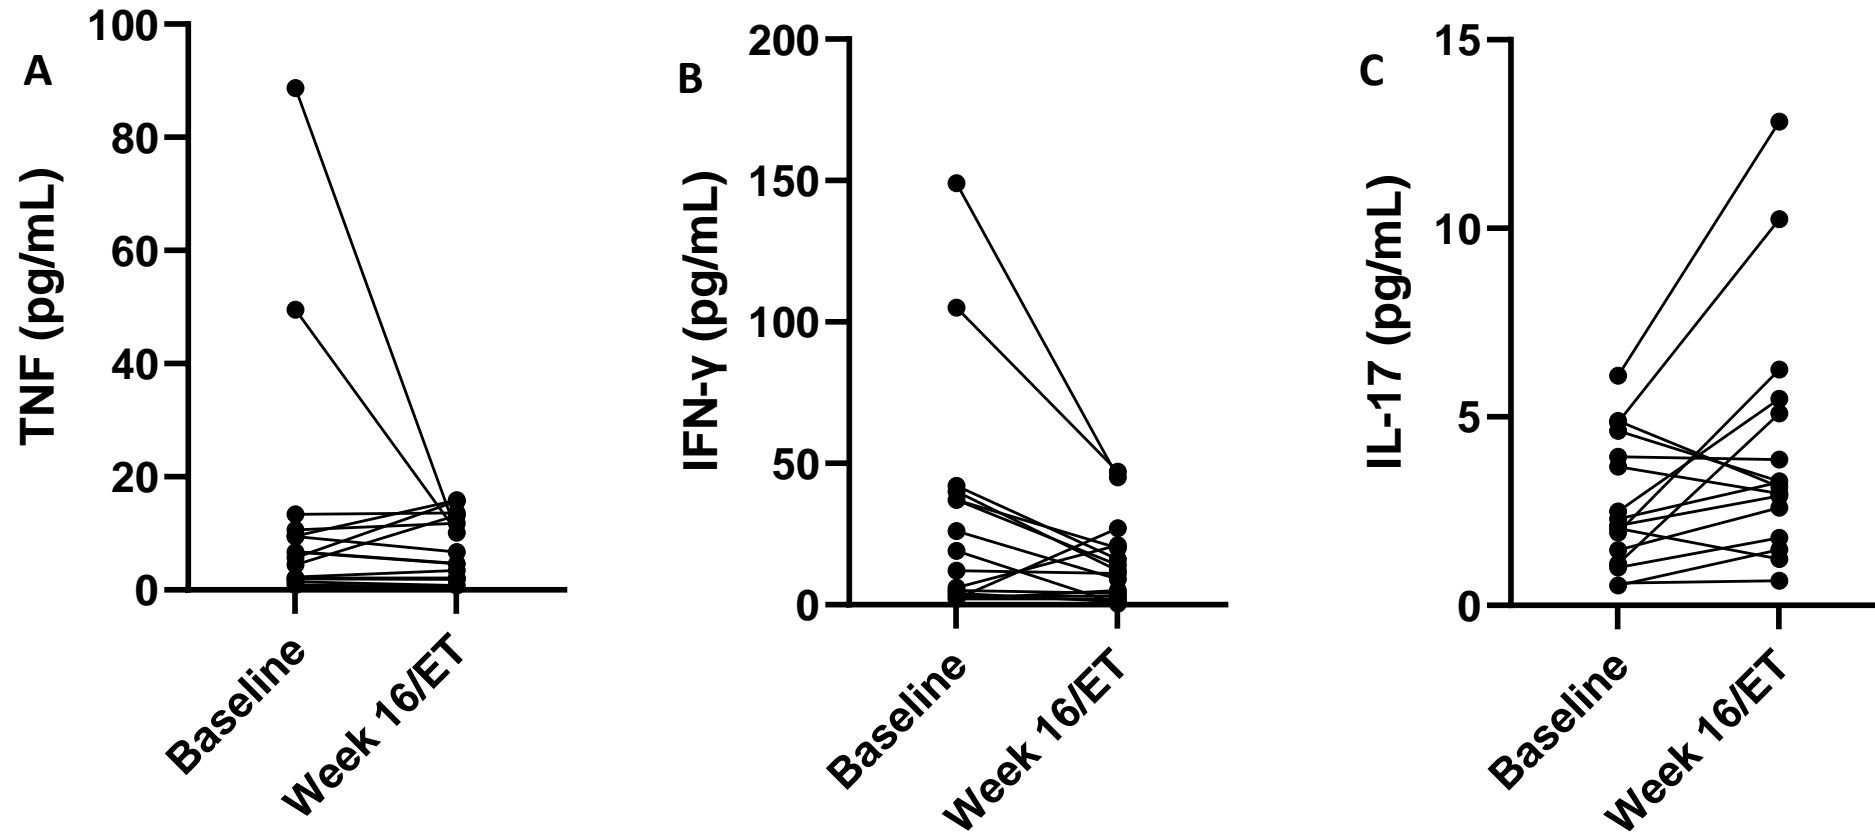 A
TNF (pg/mL)
100
80
60
40
20
0
Baseline
Week 16/ET
B
IFN-γ (pg/mL)
200
150
100
50
0
Baseline
Week 16/ET
C
IL-17 (pg/mL)
15
10
5
0
Baseline
Week 16/ET